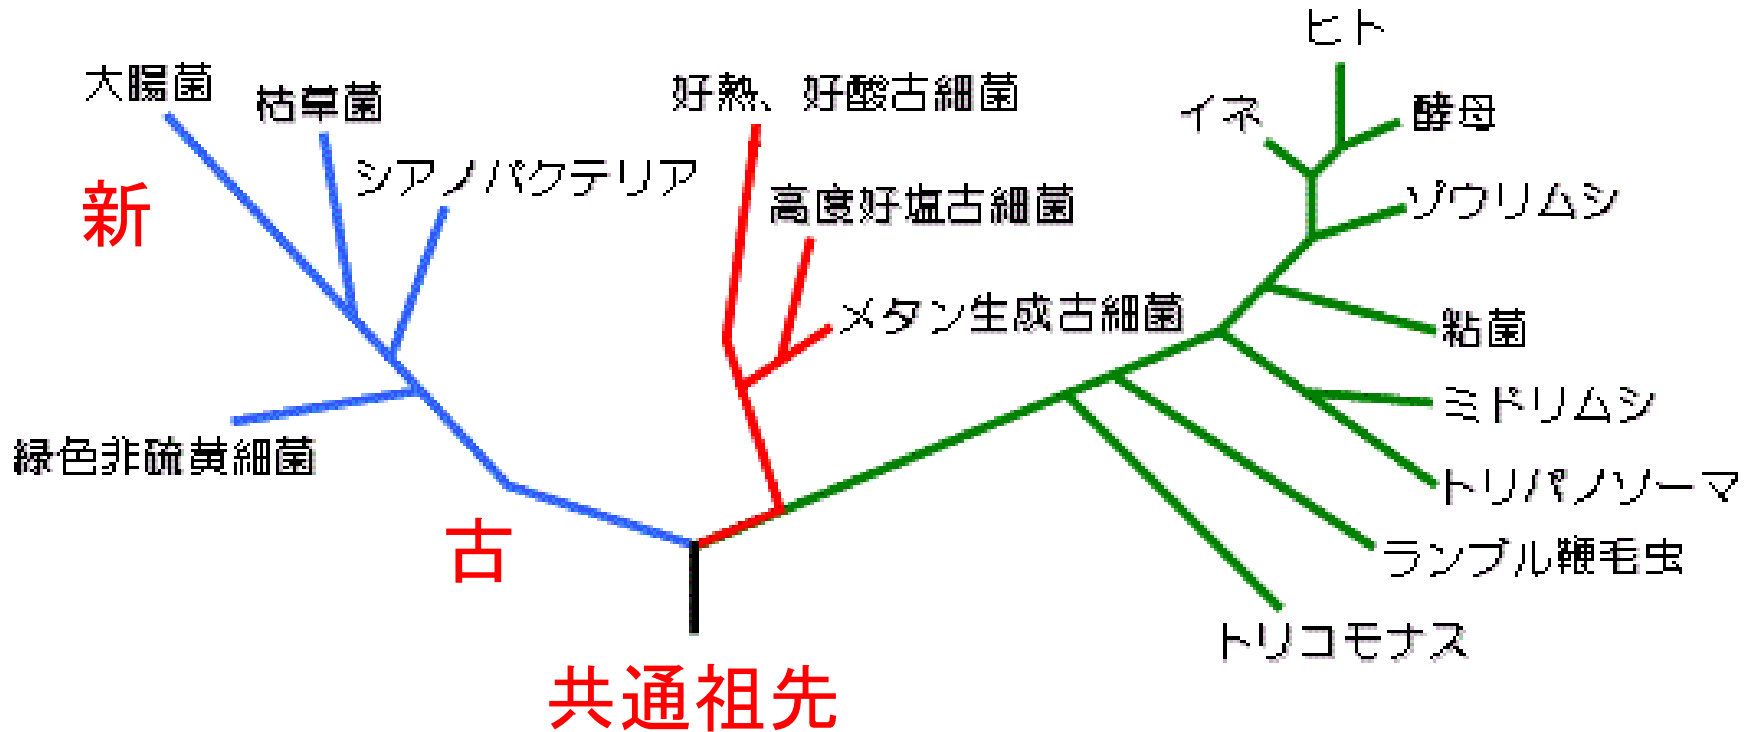 ヒト
大腸菌
枯草菌
好熱、好酸古細菌
イネ
酵母
シアノバクテリア
新
高度好塩古細菌
ゾウリムシ
メタン生成古細菌
粘菌
ミドリムシ
緑色非硫黄細菌
トリパノソーマ
古
ランブル鞭毛虫
トリコモナス
共通祖先